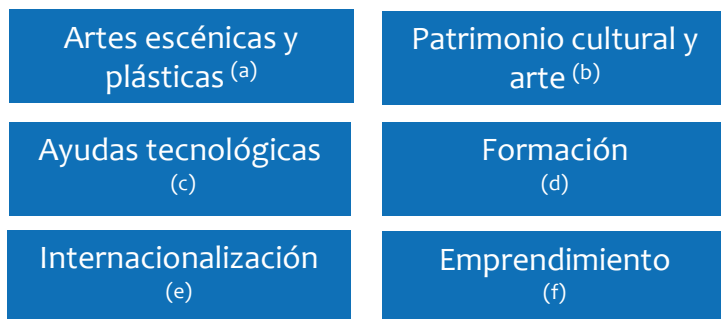 Artes escénicas y
plásticas (a)
Patrimonio cultural y
arte (b)
Ayudas tecnológicas
(c)
Formación
(d)
Internacionalización
(e)
Emprendimiento
(f)